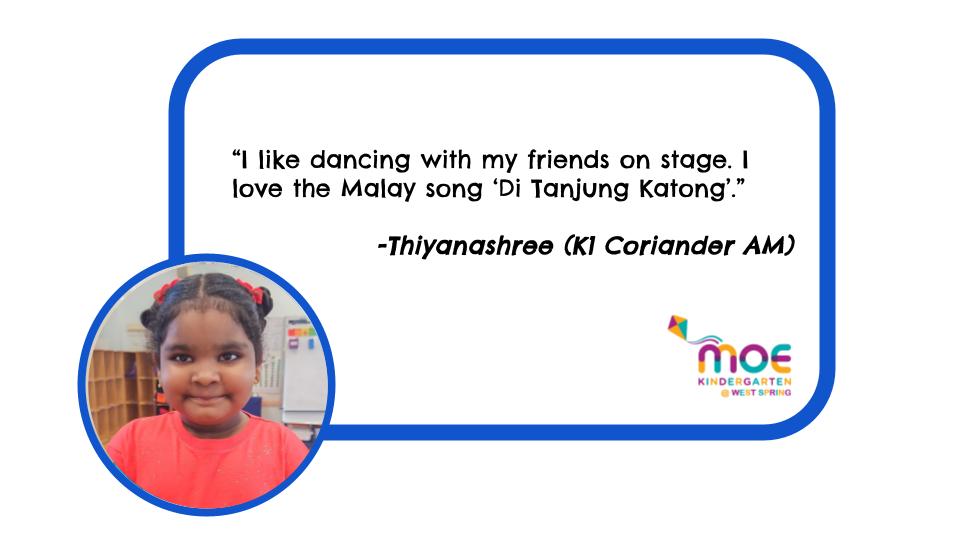 “I like dancing with my friends on stage. I
love the Malay song ‘Di Tanjung Katong’.”
-Thiyanashree (K1 Coriander AM)
moe
KINDERGARTEN
@ WEST SPRING